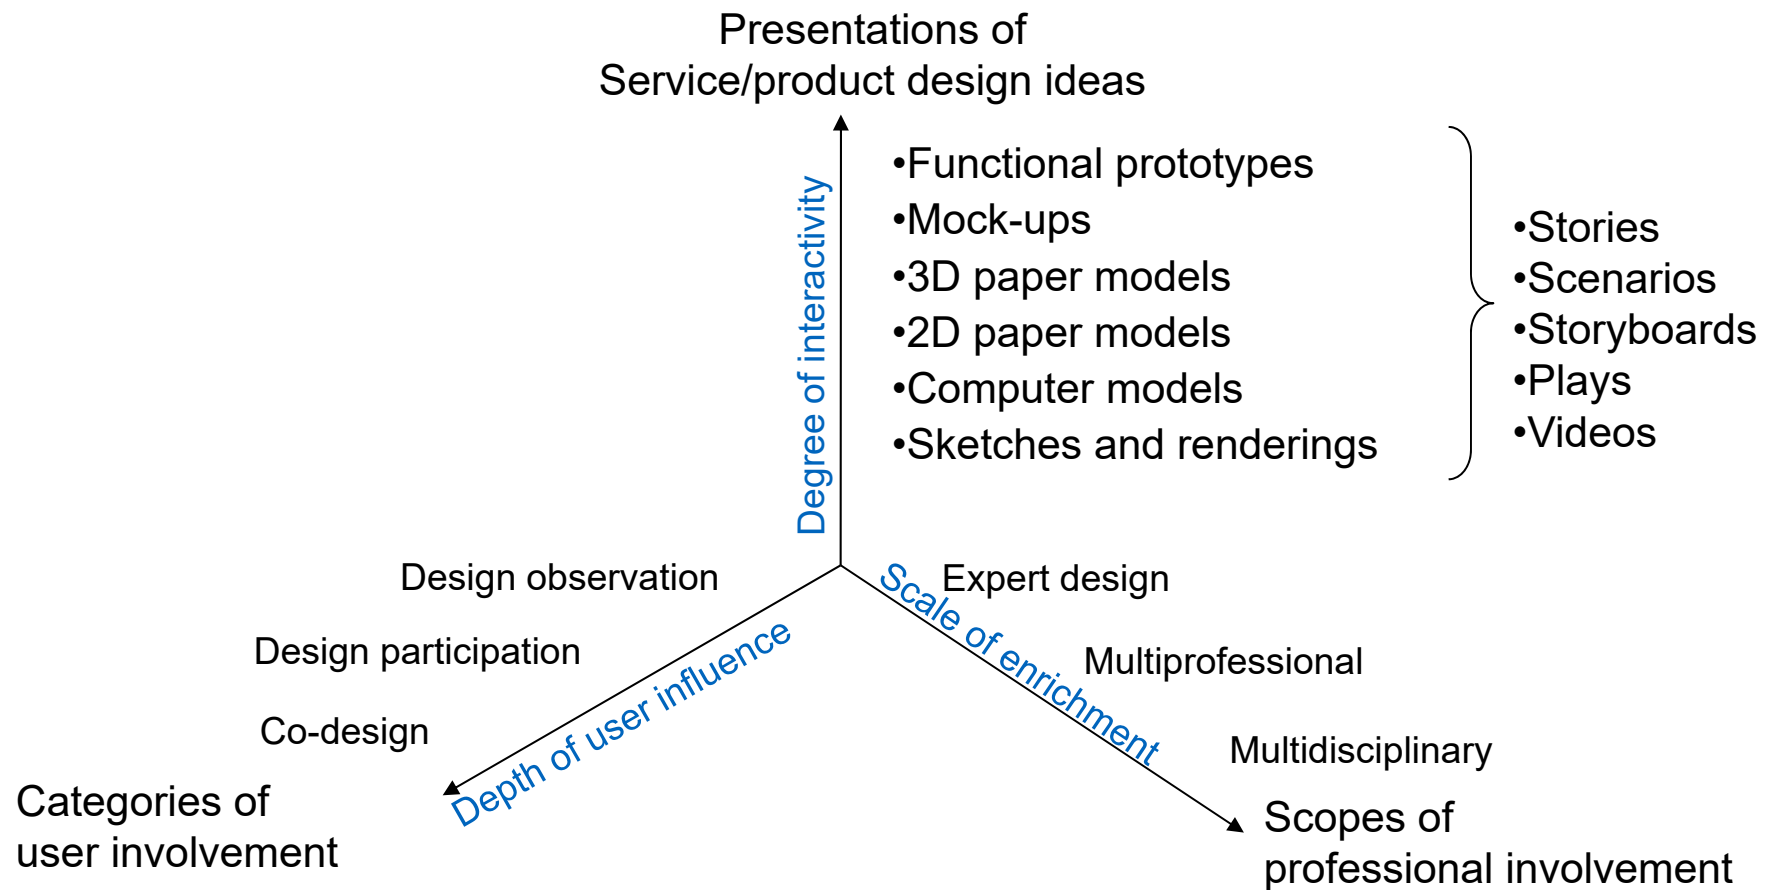 Presentations of
Service/product design ideas
Degree of interactivity
•Functional prototypes
•Mock-ups
•3D paper models
•2D paper models
•Computer models
•Sketches and renderings
•Stories
•Scenarios
•Storyboards
•Plays
•Videos
Design observation
Design participation
Co-design
Depth of user influence
Categories of
user involvement
Scale of enrichment
Expert design
Multiprofessional
Multidisciplinary
Scopes of
professional involvement